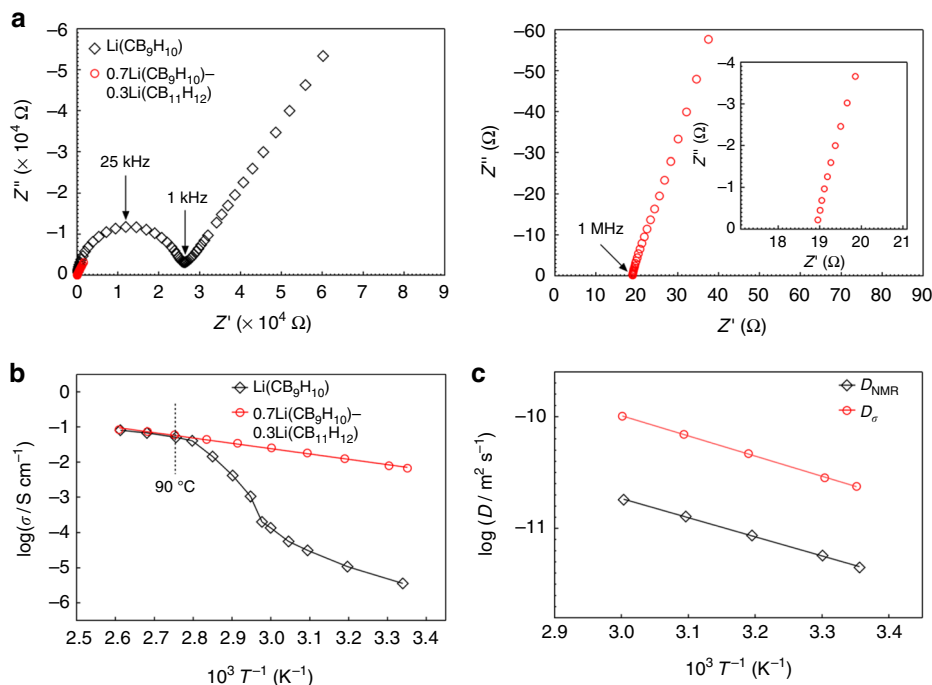 a
−6
−5
−4
−3
−2
−1
0
Z″ (× 10⁴ Ω)
Li(CB₉H₁₀)
0.7Li(CB₉H₁₀)–
0.3Li(CB₁₁H₁₂)
25 kHz
1 kHz
0 1 2 3 4 5 6 7 8 9
Z′ (× 10⁴ Ω)
−60
−50
−40
−30
−20
−10
0
Z″ (Ω)
1 MHz
0 10 20 30 40 50 60 70 80 90
Z′ (Ω)
−4
−3
−2
−1
0
Z″ (Ω)
18 19 20 21
Z′ (Ω)
b
0
−1
−2
−3
−4
−5
−6
log(σ / S cm⁻¹)
Li(CB₉H₁₀)
0.7Li(CB₉H₁₀)–
0.3Li(CB₁₁H₁₂)
90 °C
2.5 2.6 2.7 2.8 2.9 3.0 3.1 3.2 3.3 3.4
10³ T⁻¹ (K⁻¹)
c
−10
−11
log (D / m² s⁻¹)
D_NMR
D_σ
2.9 3.0 3.1 3.2 3.3 3.4
10³ T⁻¹ (K⁻¹)